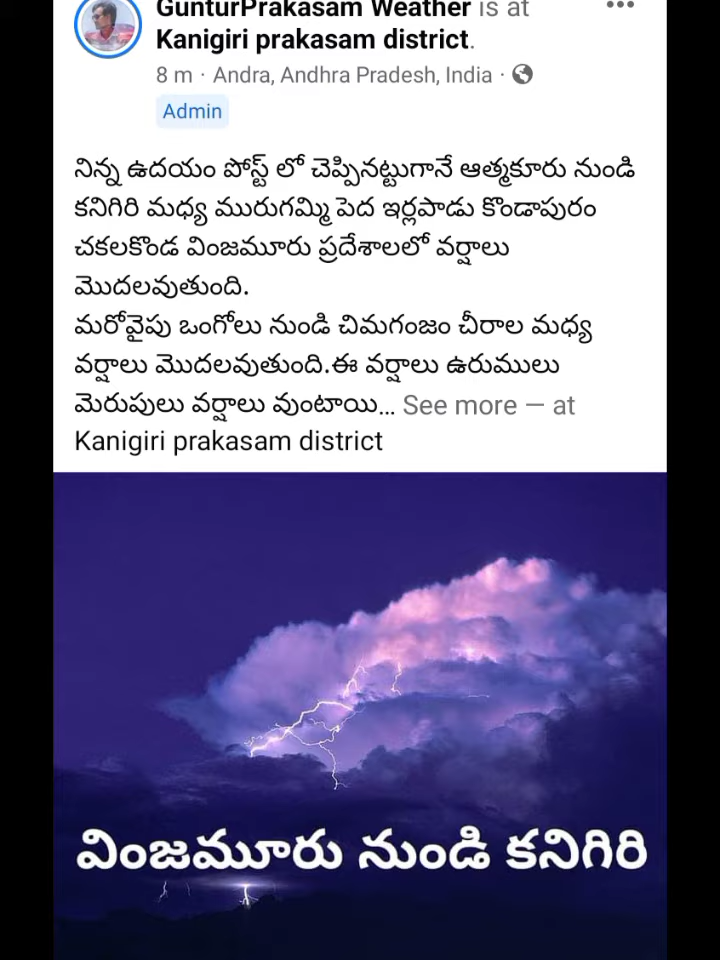 GunturPrakasam Weather is at
Kanigiri prakasam district.
8 m · Andra, Andhra Pradesh, India ·
Admin
నిన్న ఉదయం పోస్ట్ లో చెప్పినట్టుగానే ఆత్మకూరు నుండి
కనిగిరి మధ్య మురుగమ్మి పెద ఇర్లపాడు కొండాపురం
చకలకొండ వింజమూరు ప్రదేశాలలో వర్షాలు
మొదలవుతుంది.
మరోవైపు ఒంగోలు నుండి చిమగంజం చీరాల మధ్య
వర్షాలు మొదలవుతుంది.ఈ వర్షాలు ఉరుములు
మెరుపులు వర్షాలు వుంటాయి... See more — at
Kanigiri prakasam district
వింజమూరు నుండి కనిగిరి